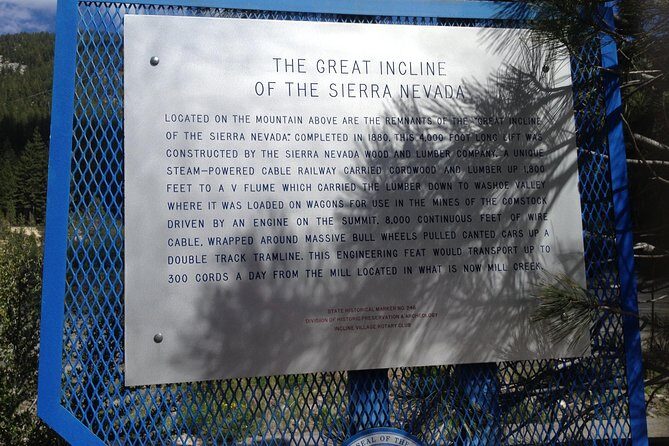 THE GREAT INCLINE
OF THE SIERRA NEVADA
LOCATED ON THE MOUNTAIN ABOVE ARE THE REMNANTS OF THE "GREAT INCLINE
OF THE SIERRA NEVADA." COMPLETED IN 1880, THIS 4,000 FOOT LONG LIFT WAS
CONSTRUCTED BY THE SIERRA NEVADA WOOD AND LUMBER COMPANY. A UNIQUE
STEAM-POWERED CABLE RAILWAY CARRIED CORDWOOD AND LUMBER UP 1,800
FEET TO A V FLUME WHICH CARRIED THE LUMBER DOWN TO WASHOE VALLEY
WHERE IT WAS LOADED ON WAGONS FOR USE IN THE MINES OF THE COMSTOCK
DRIVEN BY AN ENGINE ON THE SUMMIT, 8,000 CONTINUOUS FEET OF WIRE
CABLE, WRAPPED AROUND MASSIVE BULL WHEELS PULLED CANTED CARS UP A
DOUBLE TRACK TRAMLINE. THIS ENGINEERING FEAT WOULD TRANSPORT UP TO
300 CORDS A DAY FROM THE MILL LOCATED IN WHAT IS NOW MILL CREEK.
STATE HISTORICAL MARKER NO. 246
DIVISION OF HISTORIC PRESERVATION & ARCHEOLOGY
INCLINE VILLAGE ROTARY CLUB
SEAL OF THE